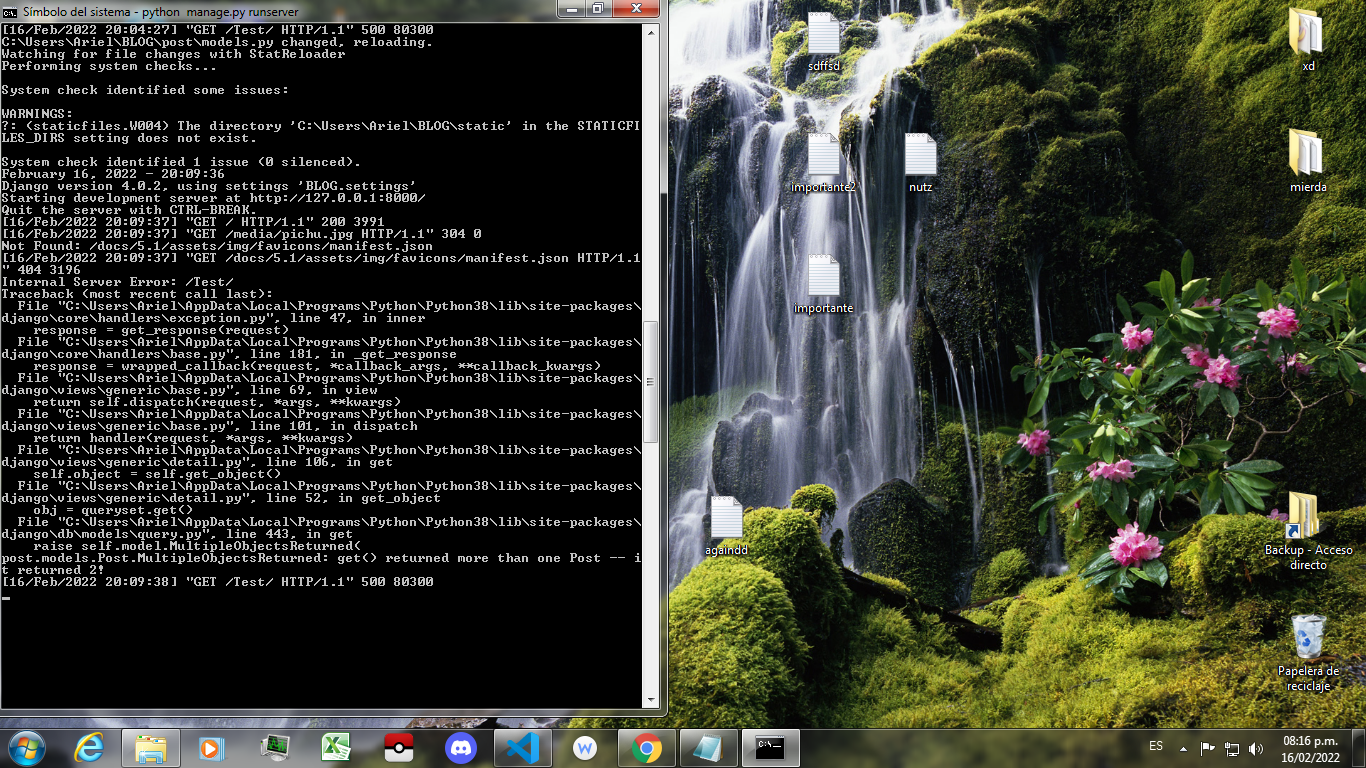 Símbolo del sistema - python  manage.py runserver
[16/Feb/2022 20:04:27] "GET /Test/ HTTP/1.1" 500 80300
C:\Users\Ariel\BLOG\post\models.py changed, reloading.
Watching for file changes with StatReloader
Performing system checks...
System check identified some issues:
WARNINGS:
?: (staticfiles.W004) The directory 'C:\Users\Ariel\BLOG\static' in the STATICFI
LES_DIRS setting does not exist.
System check identified 1 issue (0 silenced).
February 16, 2022 - 20:09:36
Django version 4.0.2, using settings 'BLOG.settings'
Starting development server at http://127.0.0.1:8000/
Quit the server with CTRL-BREAK.
[16/Feb/2022 20:09:37] "GET / HTTP/1.1" 200 3991
[16/Feb/2022 20:09:37] "GET /media/pichu.jpg HTTP/1.1" 304 0
Not Found: /docs/5.1/assets/img/favicons/manifest.json
[16/Feb/2022 20:09:37] "GET /docs/5.1/assets/img/favicons/manifest.json HTTP/1.1
" 404 3196
Internal Server Error: /Test/
Traceback (most recent call last):
  File "C:\Users\Ariel\AppData\Local\Programs\Python\Python38\lib\site-packages\
django\core\handlers\exception.py", line 47, in inner
    response = get_response(request)
  File "C:\Users\Ariel\AppData\Local\Programs\Python\Python38\lib\site-packages\
django\core\handlers\base.py", line 181, in _get_response
    response = wrapped_callback(request, *callback_args, **callback_kwargs)
  File "C:\Users\Ariel\AppData\Local\Programs\Python\Python38\lib\site-packages\
django\views\generic\base.py", line 69, in view
    return self.dispatch(request, *args, **kwargs)
  File "C:\Users\Ariel\AppData\Local\Programs\Python\Python38\lib\site-packages\
django\views\generic\base.py", line 101, in dispatch
    return handler(request, *args, **kwargs)
  File "C:\Users\Ariel\AppData\Local\Programs\Python\Python38\lib\site-packages\
django\views\generic\detail.py", line 106, in get
    self.object = self.get_object()
  File "C:\Users\Ariel\AppData\Local\Programs\Python\Python38\lib\site-packages\
django\views\generic\detail.py", line 52, in get_object
    obj = queryset.get()
  File "C:\Users\Ariel\AppData\Local\Programs\Python\Python38\lib\site-packages\
django\db\models\query.py", line 443, in get
    raise self.model.MultipleObjectsReturned(
post.models.Post.MultipleObjectsReturned: get() returned more than one Post -- i
t returned 2!
[16/Feb/2022 20:09:38] "GET /Test/ HTTP/1.1" 500 80300
sdffsd
xd
importante2
nutz
mierda
importante
againdd
Backup - Acceso
directo
Papelera de
reciclaje
W
C:\_
ES
08:16 p.m.
16/02/2022